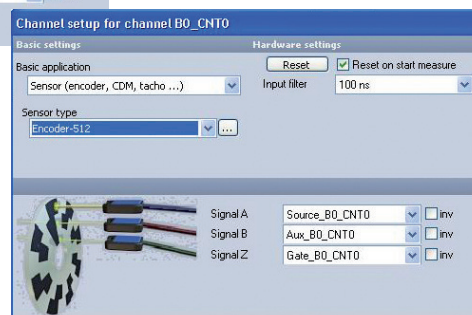 Channel setup for channel B0_CNT0
Basic settings
Hardware settings
Basic application
Reset
Reset on start measure
Sensor (encoder, CDM, tacho ...)
Input filter
100 ns
Sensor type
Encoder-512
...
Signal A
Source_B0_CNT0
inv
Signal B
Aux_B0_CNT0
inv
Signal Z
Gate_B0_CNT0
inv